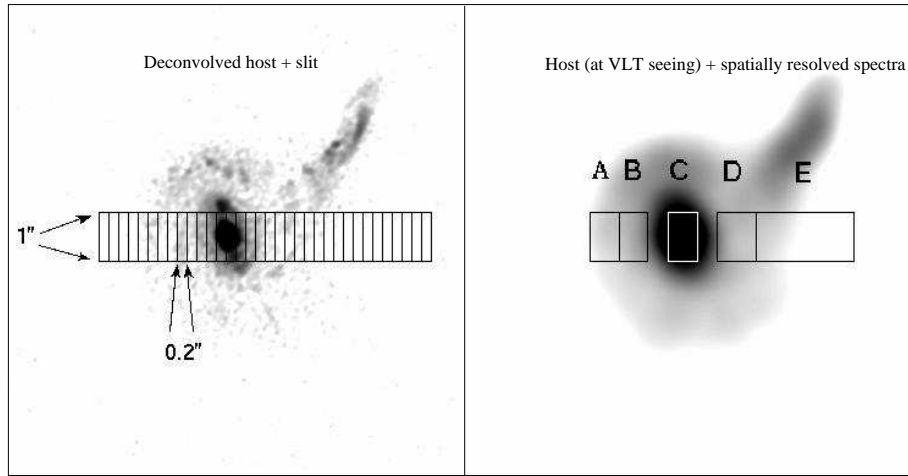 Deconvolved host + slit
1"
0.2"
Host (at VLT seeing) + spatially resolved spectra
A B C D E